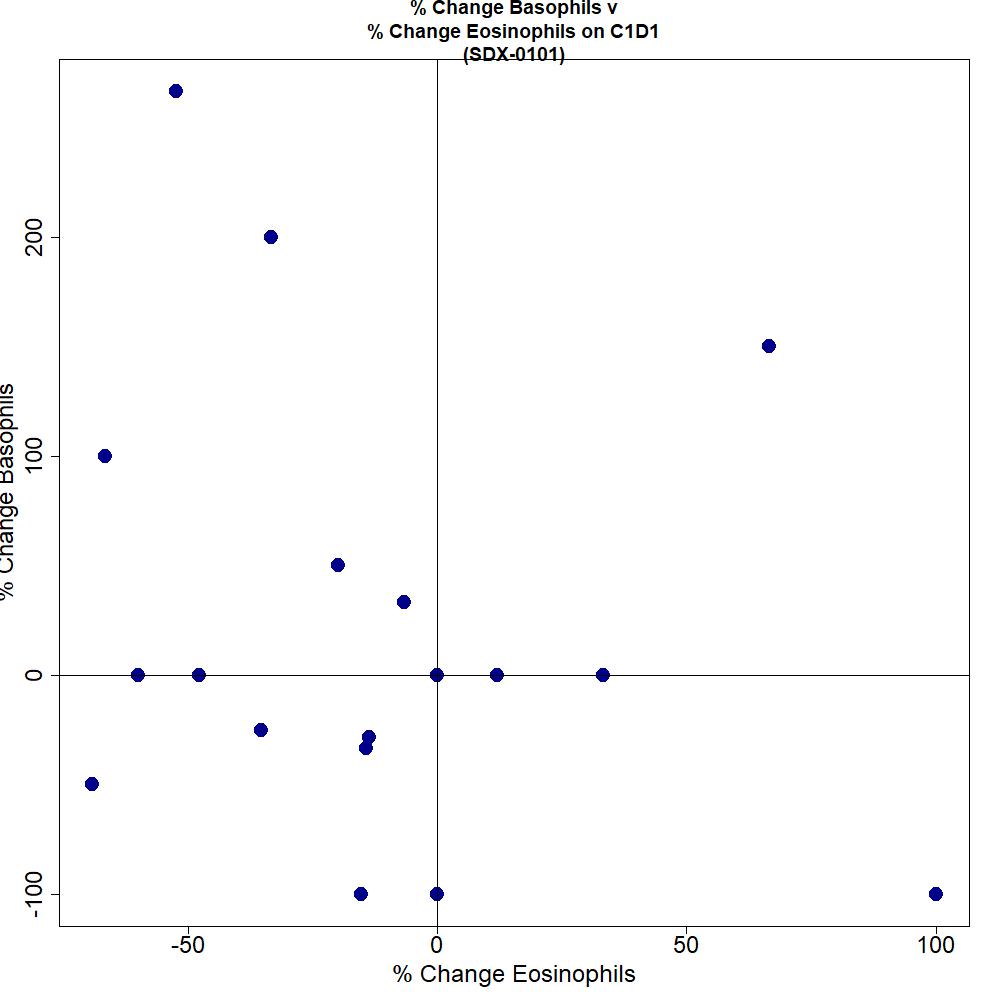 % Change Basophils v
% Change Eosinophils on C1D1
(SDX-0101)
% Change Basophils
200
100
0
-100
-50
0
50
100
% Change Eosinophils